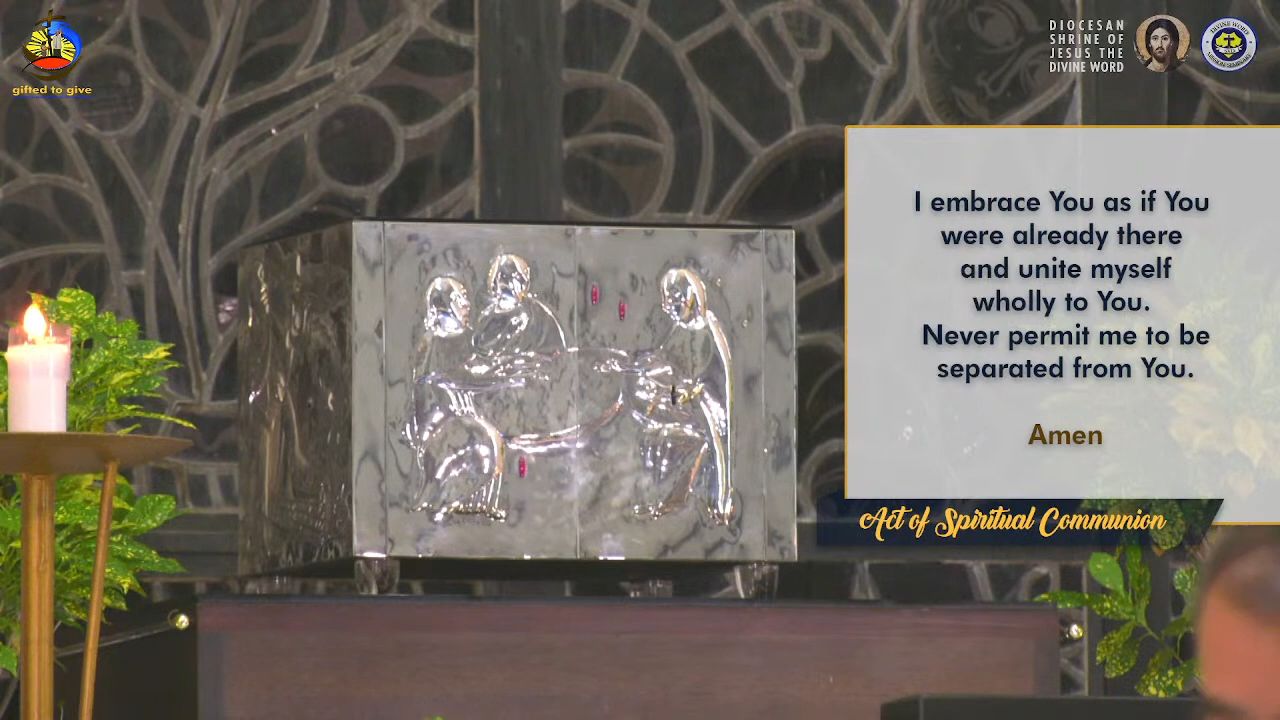 gifted to give
DIOCESAN
SHRINE OF
JESUS THE
DIVINE WORD
I embrace You as if You
were already there
and unite myself
wholly to You.
Never permit me to be
separated from You.
Amen
Act of Spiritual Communion